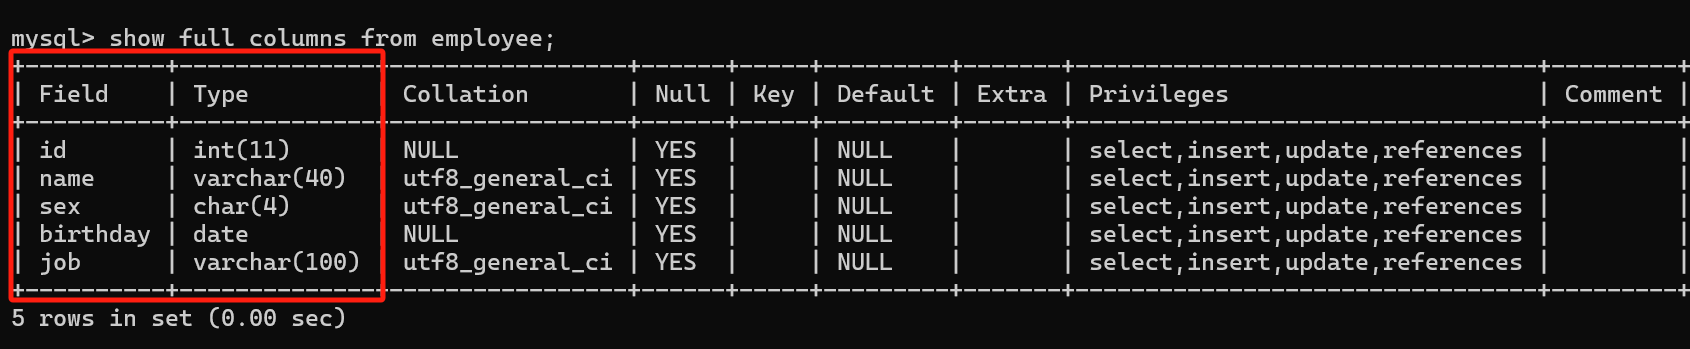 mysql> show full columns from employee;
+----------+--------------+-----------------+------+-----+---------+-------+---------------------------------+---------+
| Field    | Type         | Collation       | Null | Key | Default | Extra | Privileges                      | Comment |
+----------+--------------+-----------------+------+-----+---------+-------+---------------------------------+---------+
| id       | int(11)      | NULL            | YES  |     | NULL    |       | select,insert,update,references |         |
| name     | varchar(40)  | utf8_general_ci | YES  |     | NULL    |       | select,insert,update,references |         |
| sex      | char(4)      | utf8_general_ci | YES  |     | NULL    |       | select,insert,update,references |         |
| birthday | date         | NULL            | YES  |     | NULL    |       | select,insert,update,references |         |
| job      | varchar(100) | utf8_general_ci | YES  |     | NULL    |       | select,insert,update,references |         |
+----------+--------------+-----------------+------+-----+---------+-------+---------------------------------+---------+
5 rows in set (0.00 sec)